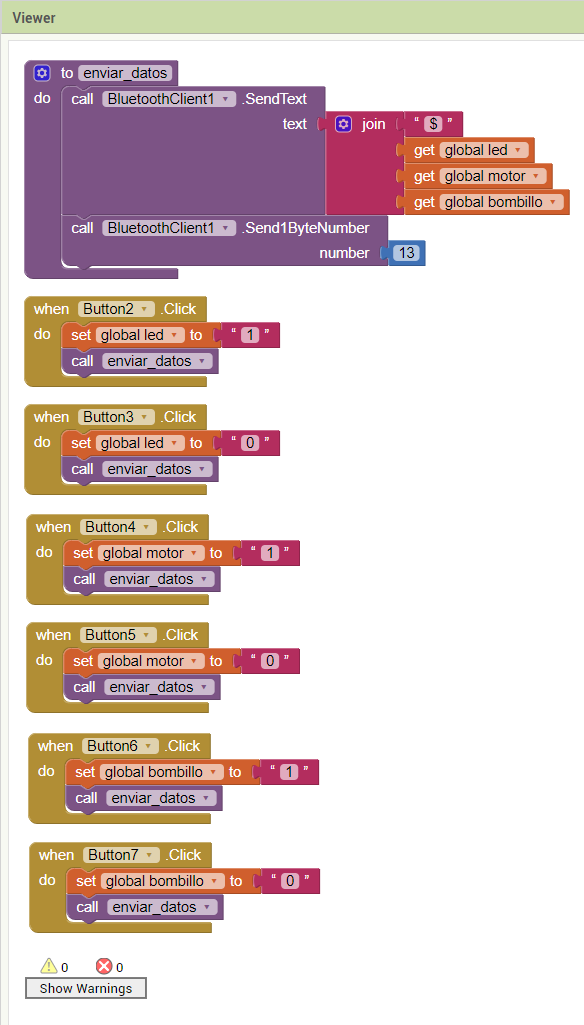 Viewer
to enviar_datos
do call BluetoothClient1 .SendText
text join “ $ ”
get global led
get global motor
get global bombillo
call BluetoothClient1 .Send1ByteNumber
number 13
when Button2 .Click
do set global led to “ 1 ”
call enviar_datos
when Button3 .Click
do set global led to “ 0 ”
call enviar_datos
when Button4 .Click
do set global motor to “ 1 ”
call enviar_datos
when Button5 .Click
do set global motor to “ 0 ”
call enviar_datos
when Button6 .Click
do set global bombillo to “ 1 ”
call enviar_datos
when Button7 .Click
do set global bombillo to “ 0 ”
call enviar_datos
0 0
Show Warnings